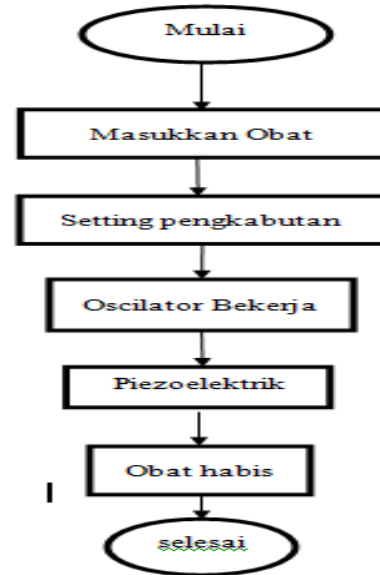 Mulai
Masukkan Obat
Setting pengkabutan
Oscilator Bekerja
Piezoelektrik
Obat habis
selesai